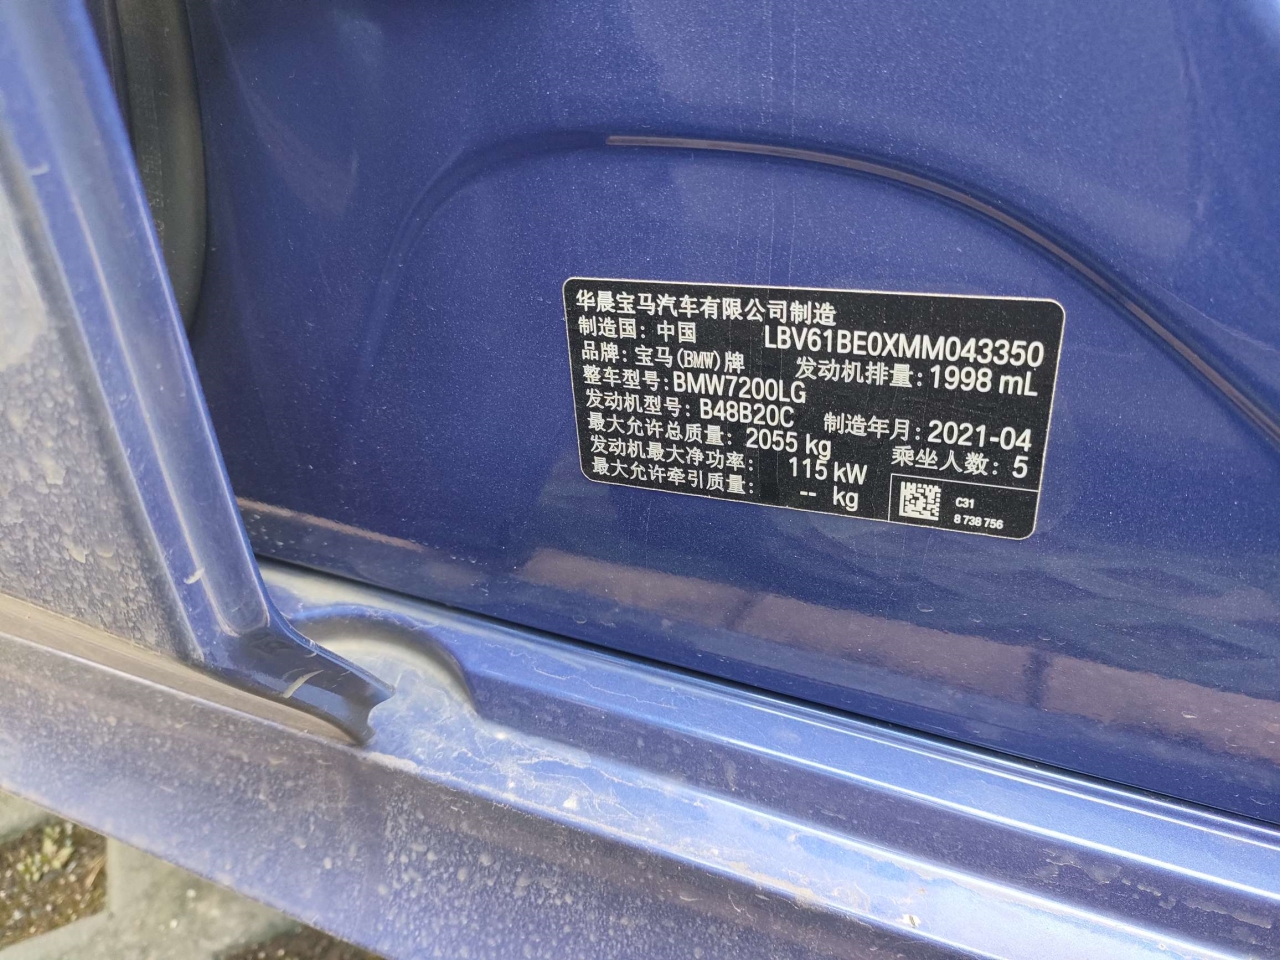 华晨宝马汽车有限公司制造
制造国：中国 LBV61BE0XMM043350
品牌：宝马(BMW)牌 发动机排量：1998 mL
整车型号：BMW7200LG
发动机型号：B48B20C 制造年月：2021-04
最大允许总质量：2055 kg 乘坐人数：5
发动机最大净功率： 115 kW
最大允许牵引质量： -- kg
C31
8 738 756